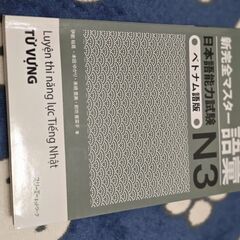 新完全マスター
語彙
日本語能力試験
N3
●ベトナム語版●
Luyện thi năng lực Tiếng Nhật
TỪ VỰNG
スリーエーネットワーク